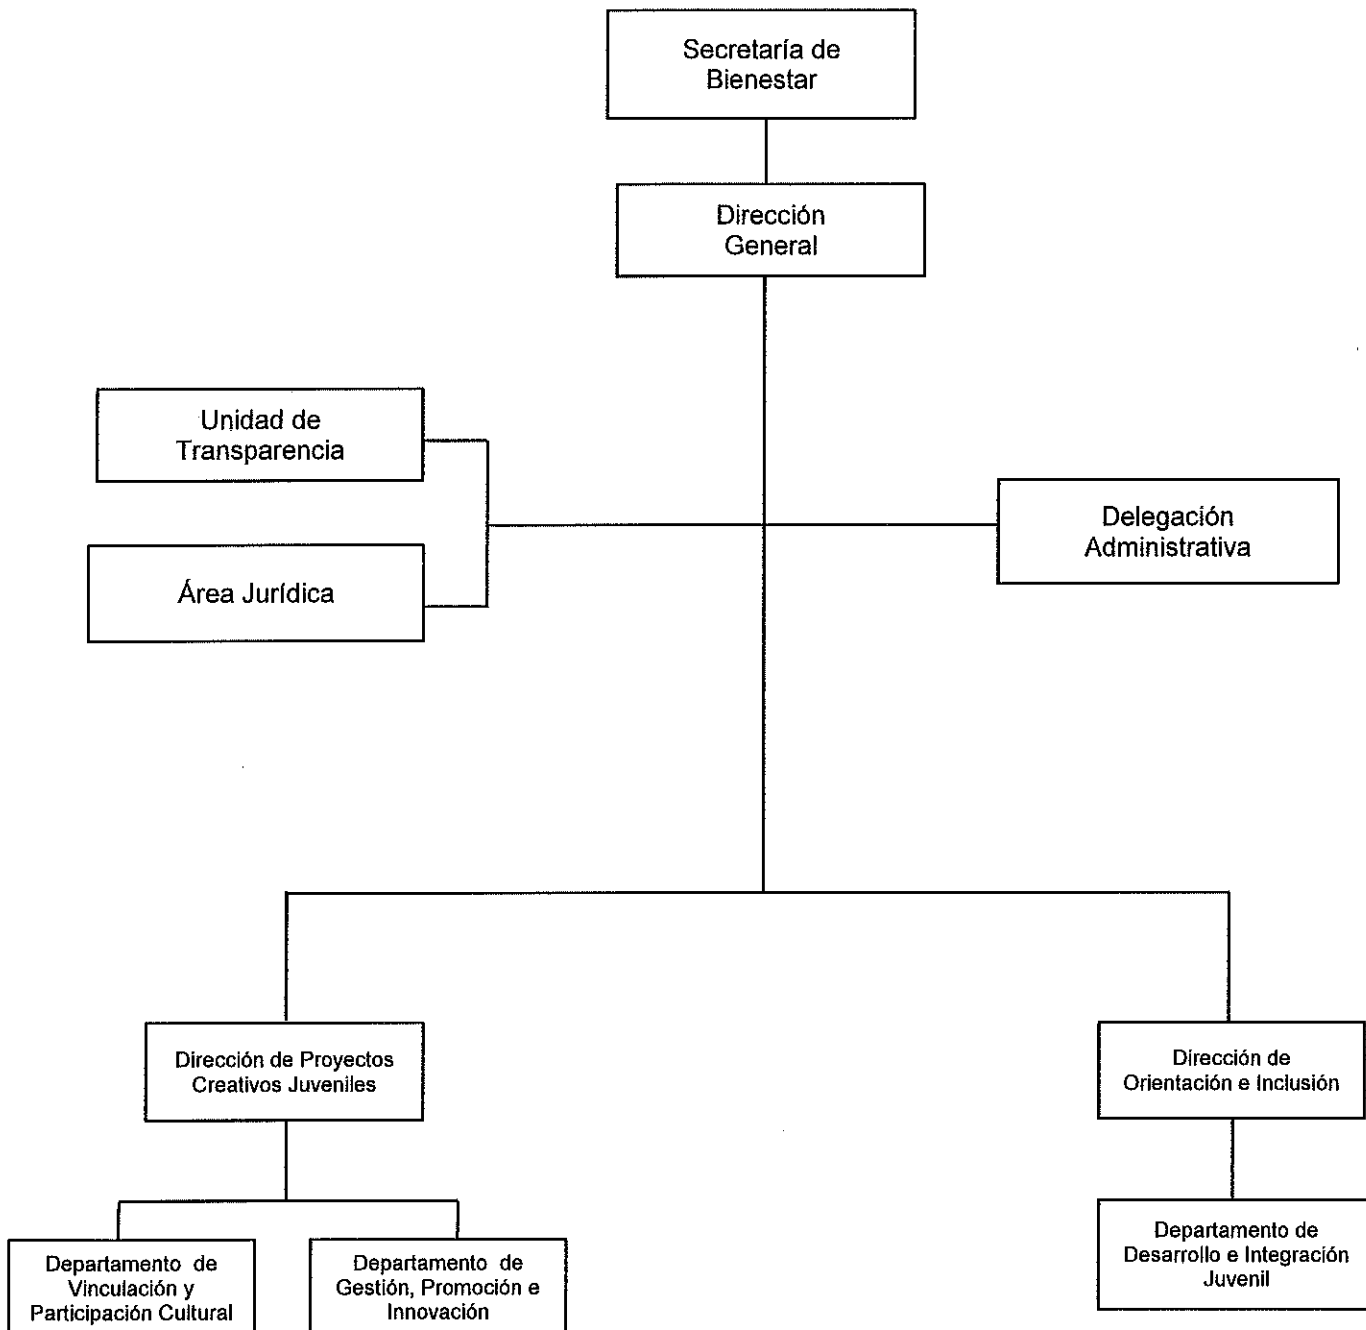 Secretaría de
Bienestar
Dirección
General
Unidad de
Transparencia
Delegación
Administrativa
Área Jurídica
Dirección de Proyectos
Creativos Juveniles
Dirección de
Orientación e Inclusión
Departamento de
Vinculación y
Participación Cultural
Departamento de
Gestión, Promoción e
Innovación
Departamento de
Desarrollo e Integración
Juvenil